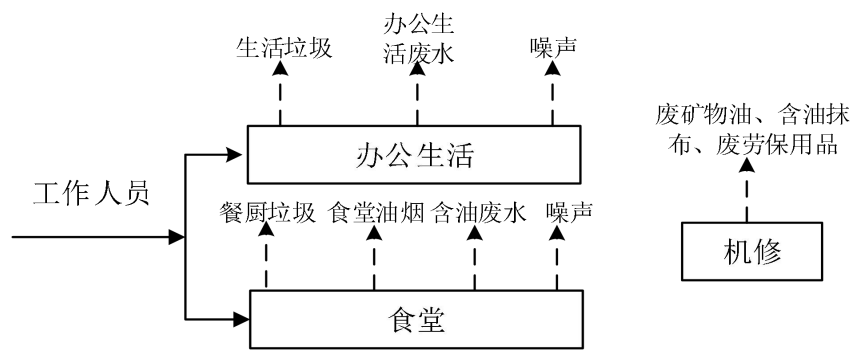 生活垃圾
办公生
活废水
噪声
废矿物油、含油抹
布、废劳保用品
办公生活
工作人员
餐厨垃圾
食堂油烟
含油废水
噪声
机修
食堂